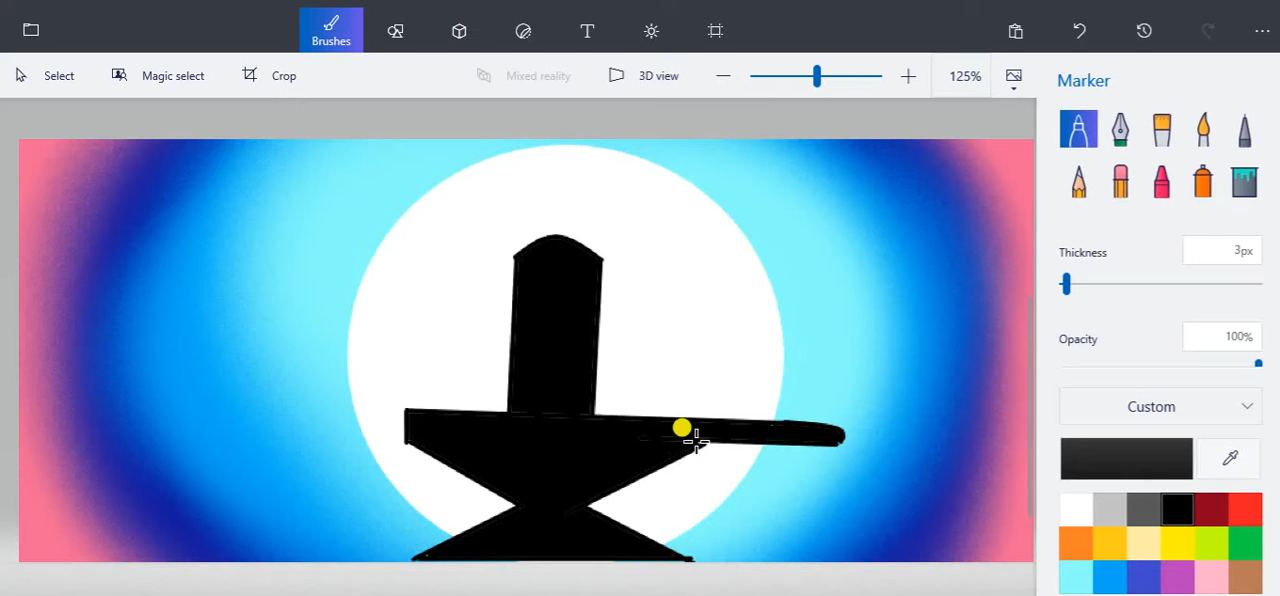 Brushes
Select
Magic select
Crop
Mixed reality
3D view
125%
Marker
Thickness
3px
Opacity
100%
Custom